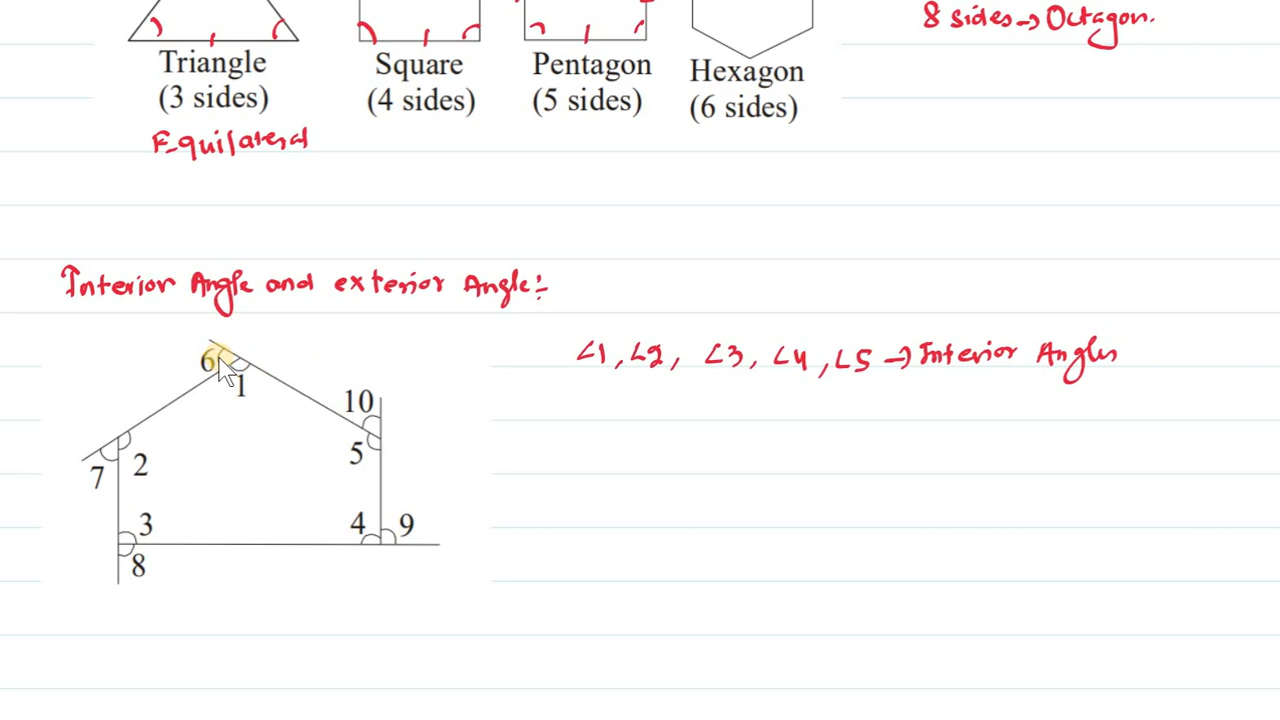 8 sides → Octagon.
Triangle Square Pentagon Hexagon
(3 sides) (4 sides) (5 sides) (6 sides)
Equilateral
Interior Angle and exterior Angle:-
∠1, ∠2, ∠3, ∠4, ∠5 → Interior Angles
6
1
10
5
2
7
3
4 9
8